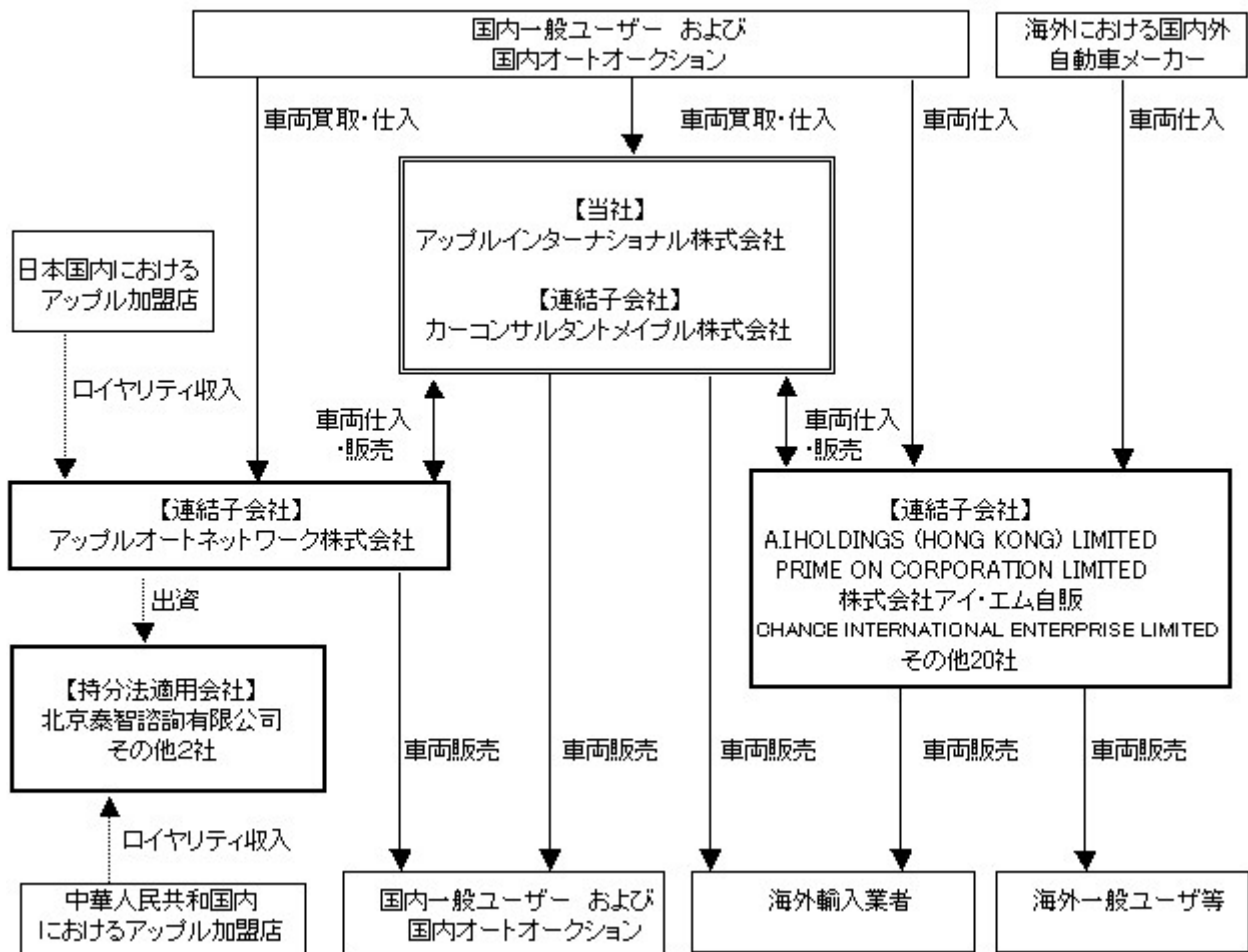 国内一般ユーザー および
国内オートオークション
海外における国内外
自動車メーカー
車両買取・仕入
車両買取・仕入
車両仕入
車両仕入
【当社】
アップルインターナショナル株式会社
【連結子会社】
カーコンサルタントメイプル株式会社
日本国内における
アップル加盟店
ロイヤリティ収入
車両仕入
・販売
車両仕入
・販売
【連結子会社】
アップルオートネットワーク株式会社
【連結子会社】
A.I.HOLDINGS (HONG KONG) LIMITED
PRIME ON CORPORATION LIMITED
株式会社アイ・エム自販
CHANCE INTERNATIONAL ENTERPRISE LIMITED
その他20社
出資
【持分法適用会社】
北京泰智諮詢有限公司
その他2社
車両販売
車両販売
車両販売
車両販売
車両販売
ロイヤリティ収入
中華人民共和国内
におけるアップル加盟店
国内一般ユーザー および
国内オートオークション
海外輸入業者
海外一般ユーザ等